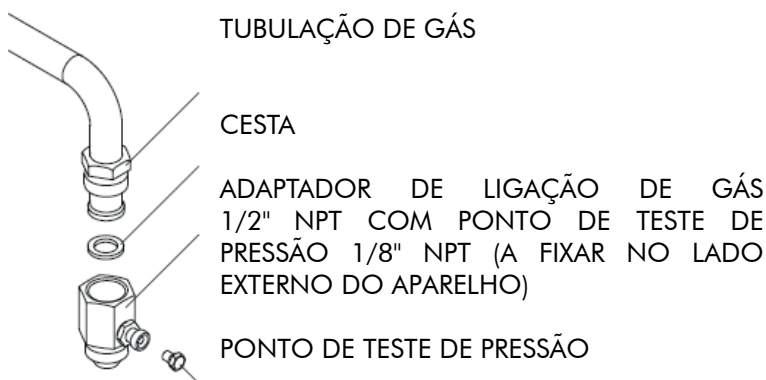 TUBULAÇÃO DE GÁS
CESTA
ADAPTADOR DE LIGAÇÃO DE GÁS
1/2" NPT COM PONTO DE TESTE DE
PRESSÃO 1/8" NPT (A FIXAR NO LADO
EXTERNO DO APARELHO)
PONTO DE TESTE DE PRESSÃO